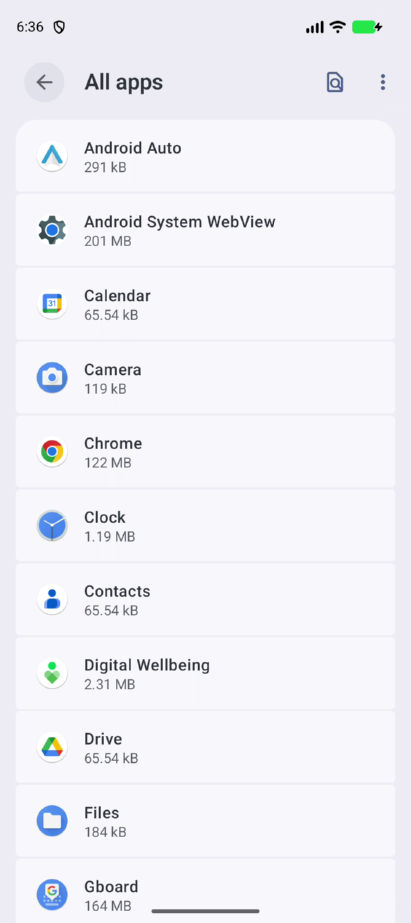 6:36
All apps
Android Auto
291 kB
Android System WebView
201 MB
31
Calendar
65.54 kB
Camera
119 kB
Chrome
122 MB
Clock
1.19 MB
Contacts
65.54 kB
Digital Wellbeing
2.31 MB
Drive
65.54 kB
Files
184 kB
G
Gboard
164 MB